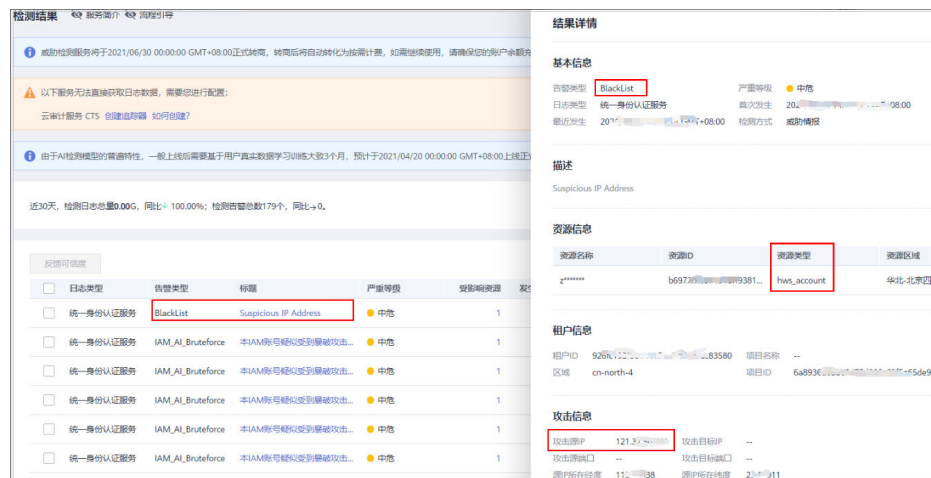 检测结果 服务简介 流程引导
威胁检测服务将于2021/06/30 00:00:00 GMT+08:00正式转商，转商后将自动转化为按需计费，如需继续使用，请确保您的账户余额充
以下服务无法直接获取日志数据，需要您进行配置：
云审计服务 CTS 创建追踪器 如何创建?
由于AI检测模型的普遍特性，一般上线后需要基于用户真实数据学习训练大致3个月，预计于2021/04/20 00:00:00 GMT+08:00上线正式
近30天，检测日志总量0.00G，同比↓ 100.00%；检测告警总数179个，同比→0。
反馈可信度
日志类型 告警类型 标题 严重等级 受影响资源 发生
统一身份认证服务 BlackList Suspicious IP Address 中危 1
统一身份认证服务 IAM_AI_Bruteforce 本IAM账号疑似受到暴破攻击... 中危 1
统一身份认证服务 IAM_AI_Bruteforce 本IAM账号疑似受到暴破攻击... 中危 1
统一身份认证服务 IAM_AI_Bruteforce 本IAM账号疑似受到暴破攻击... 中危 1
统一身份认证服务 IAM_AI_Bruteforce 本IAM账号疑似受到暴破攻击... 中危 1
统一身份认证服务 IAM_AI_Bruteforce 本IAM账号疑似受到暴破攻击... 中危 1
结果详情
基本信息
告警类型 BlackList 严重等级 中危
日志类型 统一身份认证服务 首次发生
最近发生 检测方式 威胁情报
描述
Suspicious IP Address
资源信息
资源名称 资源ID 资源类型 资源区域
z******* hws_account 华北-北京四
租户信息
租户ID 项目名称 --
区域 cn-north-4 项目ID
攻击信息
攻击源IP 攻击目标IP --
攻击源端口 -- 攻击目标端口 --
源IP所在经度 源IP所在纬度